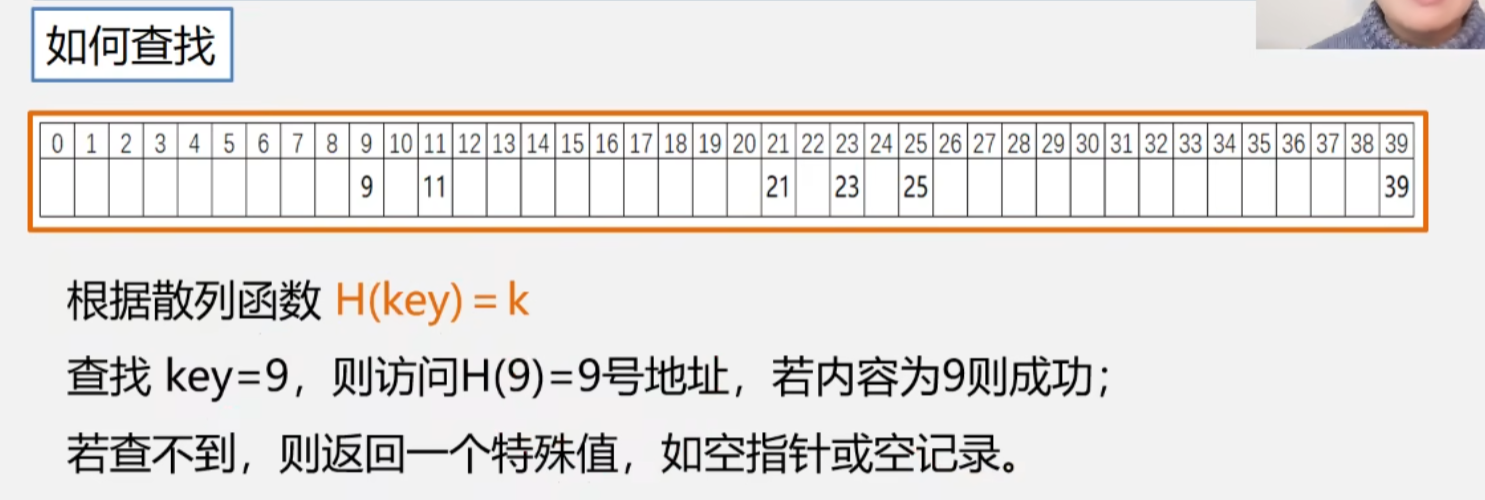 如何查找
0 1 2 3 4 5 6 7 8 9 10 11 12 13 14 15 16 17 18 19 20 21 22 23 24 25 26 27 28 29 30 31 32 33 34 35 36 37 38 39
9 11 21 23 25 39
根据散列函数 H(key) = k
查找 key=9，则访问H(9)=9号地址，若内容为9则成功；
若查不到，则返回一个特殊值，如空指针或空记录。